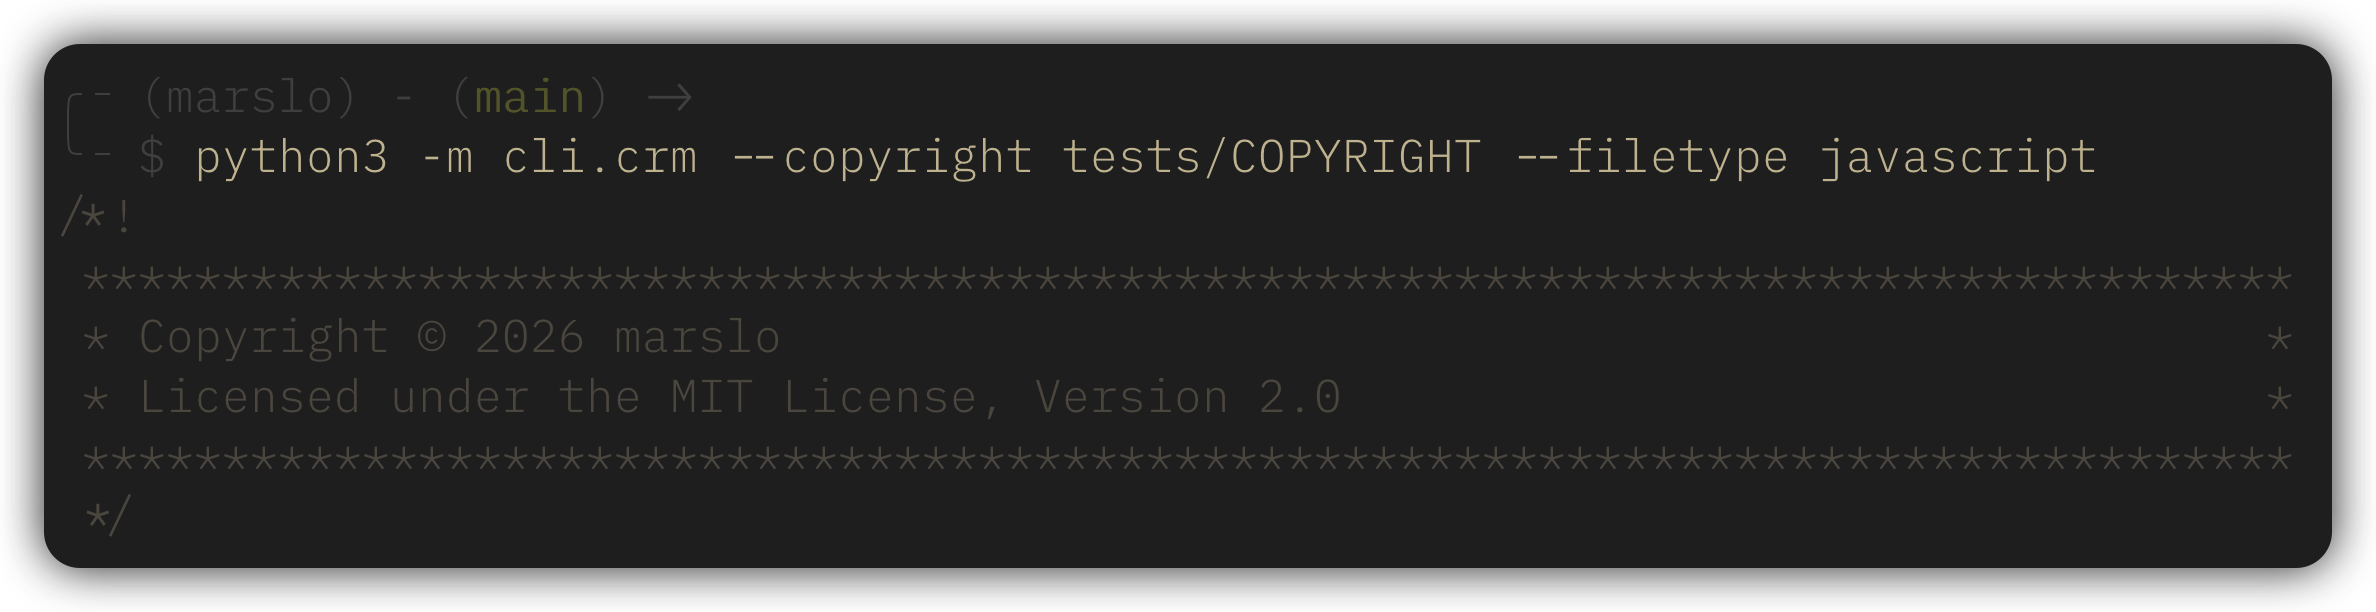 ╭╴╴ (marslo) - (main) ->
╰╴╴ $ python3 -m cli.crm --copyright tests/COPYRIGHT --filetype javascript
/*!
 *******************************************************************************
 * Copyright © 2026 marslo                                                     *
 * Licensed under the MIT License, Version 2.0                                 *
 *******************************************************************************
 */